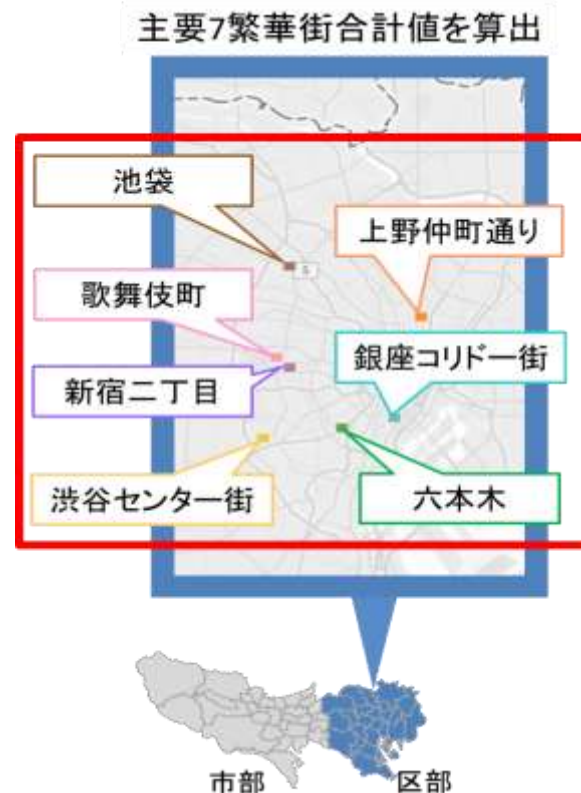 主要7繁華街合計値を算出
池袋
上野仲町通り
歌舞伎町
銀座コリドー街
新宿二丁目
渋谷センター街
六本木
市部
区部